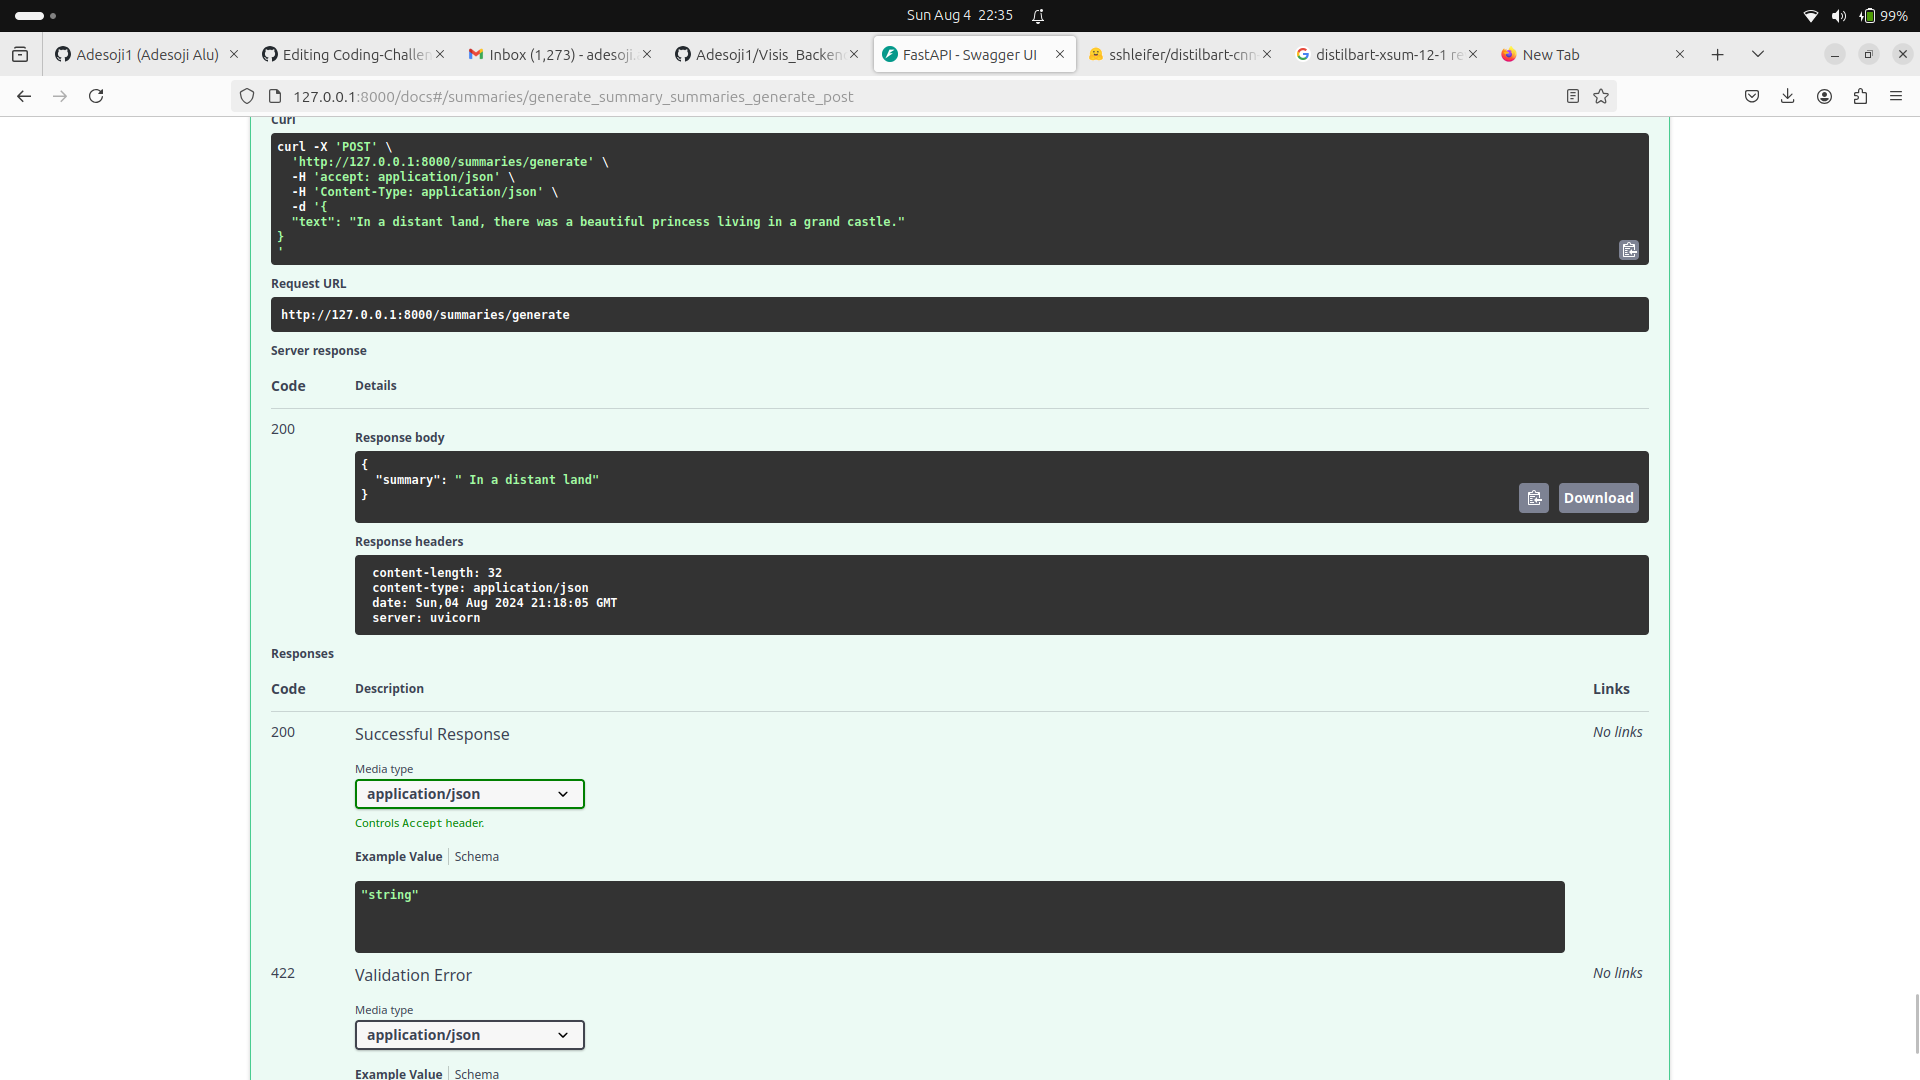 Sun Aug 4 22:35
99%
Adesoji1 (Adesoji Alu)
Editing Coding-Challen
Inbox (1,273) - adesoji.
Adesoji1/Visis_Backen
FastAPI - Swagger UI
sshleifer/distilbart-cnn
distilbart-xsum-12-1 re
New Tab
127.0.0.1:8000/docs#/summaries/generate_summary_summaries_generate_post
Curl
curl -X 'POST' \
'http://127.0.0.1:8000/summaries/generate' \
-H 'accept: application/json' \
-H 'Content-Type: application/json' \
-d '{
"text": "In a distant land, there was a beautiful princess living in a grand castle."
}
'
Request URL
http://127.0.0.1:8000/summaries/generate
Server response
Code Details
200
Response body
{
"summary": " In a distant land"
}
Download
Response headers
content-length: 32
content-type: application/json
date: Sun,04 Aug 2024 21:18:05 GMT
server: uvicorn
Responses
Code Description Links
200 Successful Response No links
Media type
application/json
Controls Accept header.
Example Value Schema
"string"
422 Validation Error No links
Media type
application/json
Example Value Schema